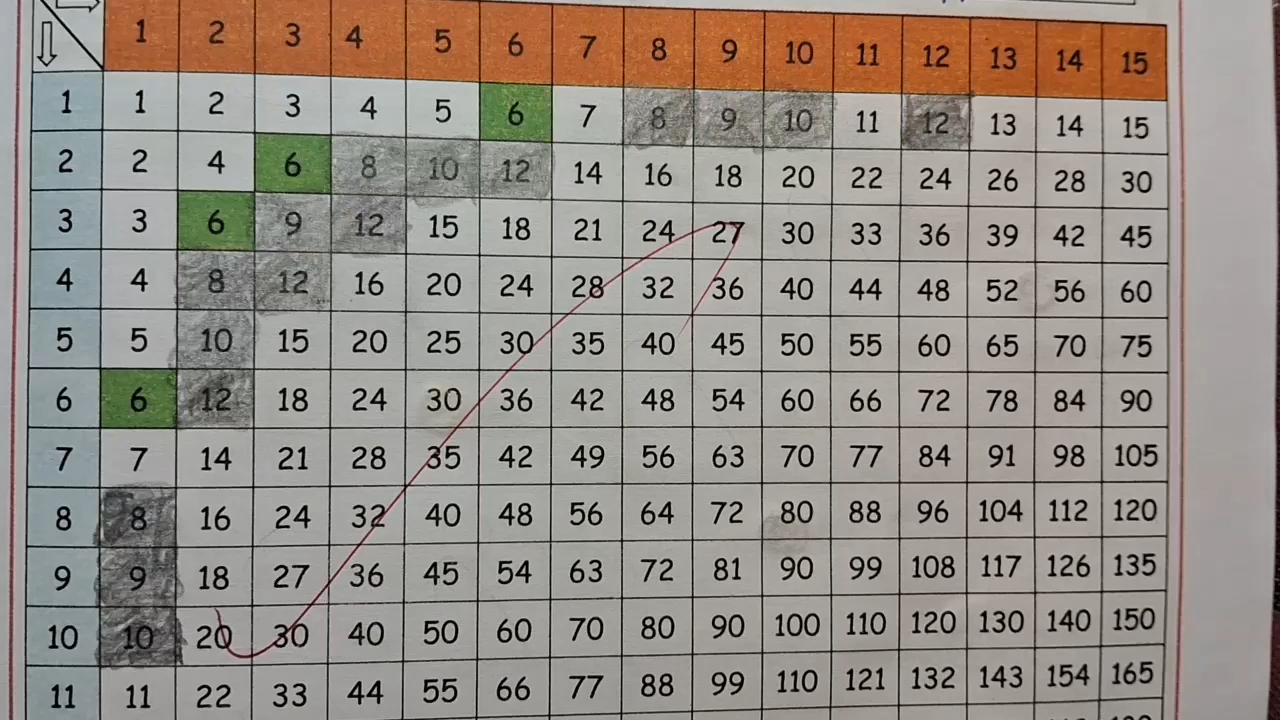 1 2 3 4 5 6 7 8 9 10 11 12 13 14 15
1 1 2 3 4 5 6 7 8 9 10 11 12 13 14 15
2 2 4 6 8 10 12 14 16 18 20 22 24 26 28 30
3 3 6 9 12 15 18 21 24 27 30 33 36 39 42 45
4 4 8 12 16 20 24 28 32 36 40 44 48 52 56 60
5 5 10 15 20 25 30 35 40 45 50 55 60 65 70 75
6 6 12 18 24 30 36 42 48 54 60 66 72 78 84 90
7 7 14 21 28 35 42 49 56 63 70 77 84 91 98 105
8 8 16 24 32 40 48 56 64 72 80 88 96 104 112 120
9 9 18 27 36 45 54 63 72 81 90 99 108 117 126 135
10 10 20 30 40 50 60 70 80 90 100 110 120 130 140 150
11 11 22 33 44 55 66 77 88 99 110 121 132 143 154 165